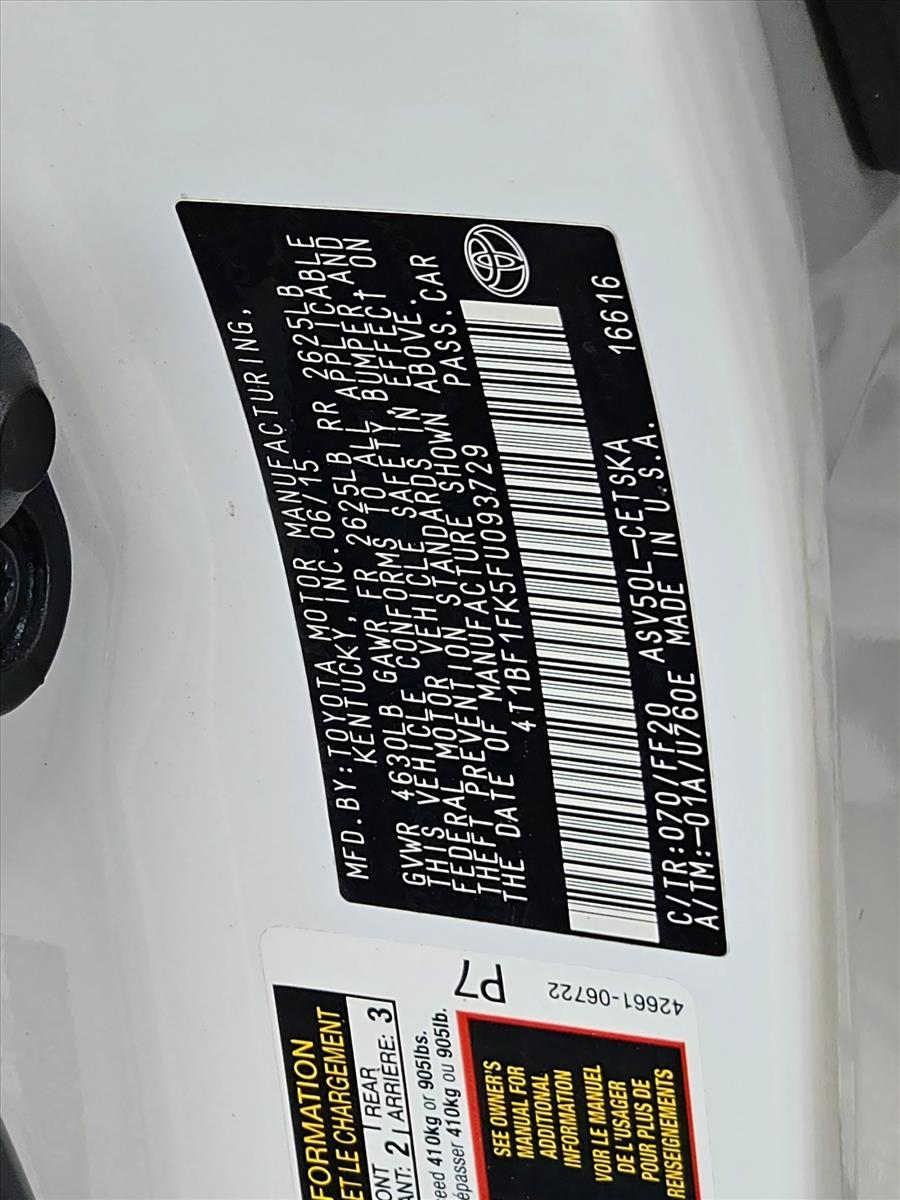 MFD.BY:TOYOTA MOTOR MANUFACTURING,
KENTUCKY, INC. 06/15
GVWR 4630LB GAWR FR 2625LB RR 2625LB
THIS VEHICLE CONFORMS TO ALL APPLICABLE
FEDERAL MOTOR VEHICLE SAFETY, BUMPER, AND
THEFT PREVENTION STANDARDS IN EFFECT ON
THE DATE OF MANUFACTURE SHOWN ABOVE.
4T1BF1FK5FU093729 PASS.CAR
C/TR:070/FF20 ASV50L-CETSKA 16616
A/TM:-01A/U760E MADE IN U.S.A.
P7
42661-06722
REAR 3
2 ARRIÈRE:
410kg or 905lbs.
410kg ou 905lb.
ET LE CHARGEMENT
SEE OWNER'S
MANUAL FOR
ADDITIONAL
INFORMATION
VOIR LE MANUEL
DE L'USAGER
POUR PLUS DE
RENSEIGNEMENTS